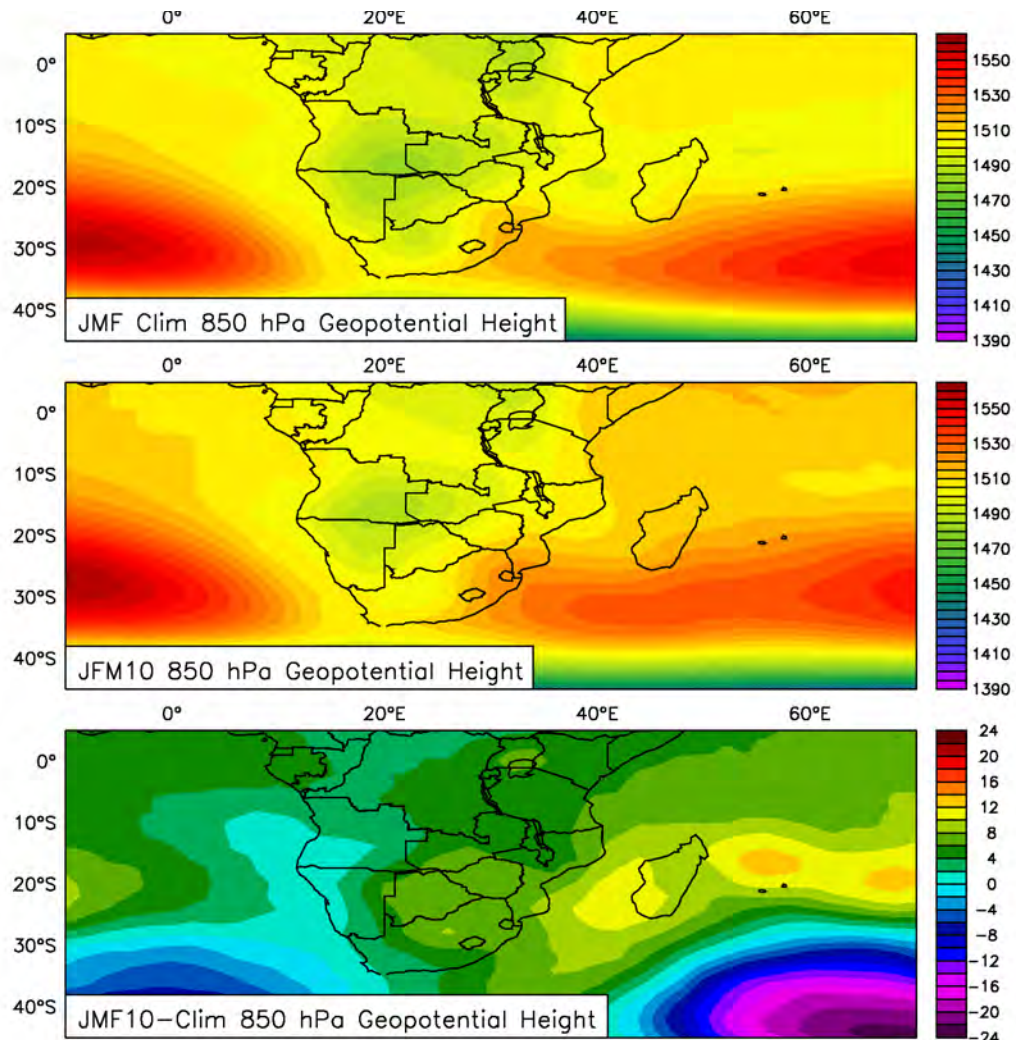 0° 20°E 40°E 60°E
0°
10°S
20°S
30°S
40°S
1550
1530
1510
1490
1470
1450
1430
1410
1390
JMF Clim 850 hPa Geopotential Height
0° 20°E 40°E 60°E
0°
10°S
20°S
30°S
40°S
1550
1530
1510
1490
1470
1450
1430
1410
1390
JFM10 850 hPa Geopotential Height
0° 20°E 40°E 60°E
0°
10°S
20°S
30°S
40°S
24
20
16
12
8
4
0
-4
-8
-12
-16
-20
-24
JMF10-Clim 850 hPa Geopotential Height